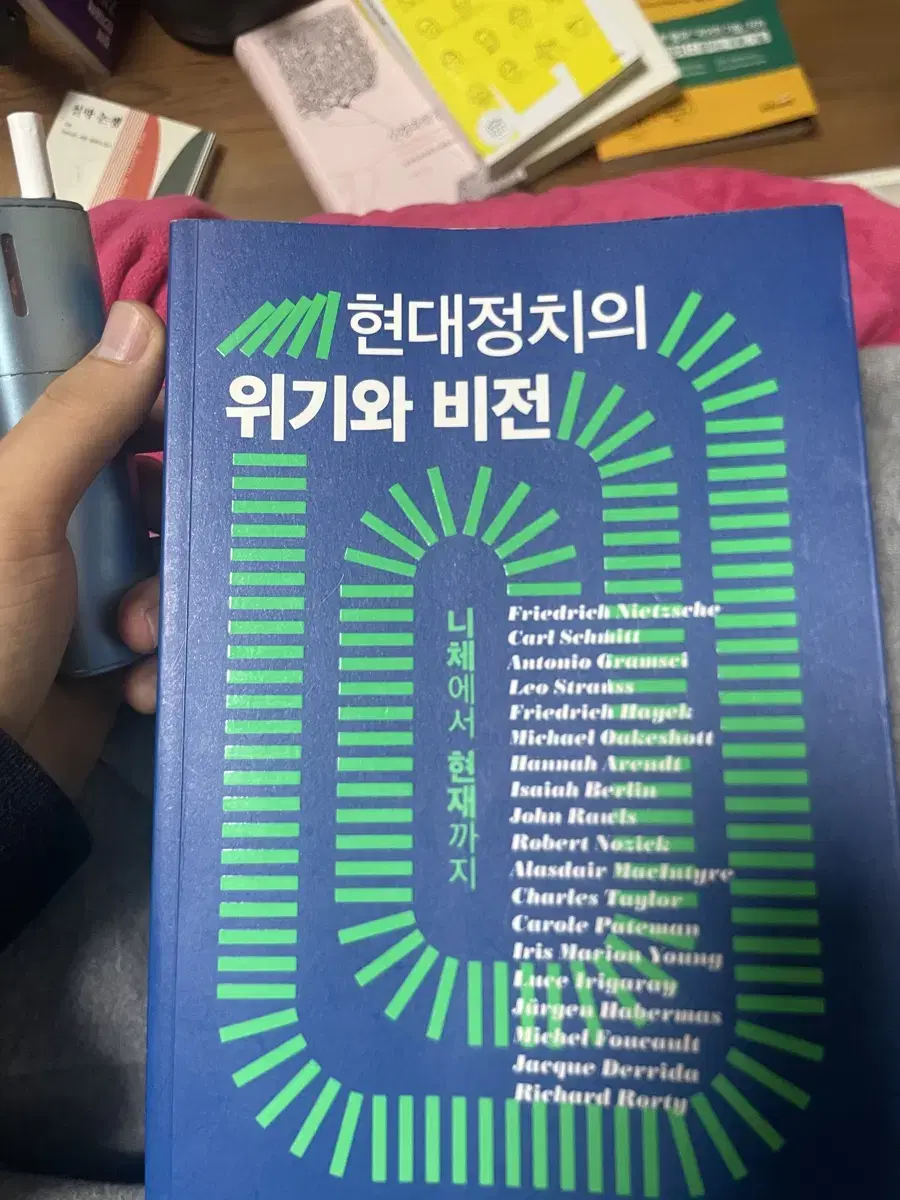 현대정치의
위기와 비전
니체에서 현재까지
Friedrich Nietzsche
Carl Schmitt
Antonio Gramsci
Leo Strauss
Friedrich Hayek
Michael Oakeshott
Hannah Arendt
Isaiah Berlin
John Rawls
Robert Nozick
Alasdair MacIntyre
Charles Taylor
Carole Pateman
Iris Marion Young
Luce Irigaray
Jürgen Habermas
Michel Foucault
Jacque Derrida
Richard Rorty